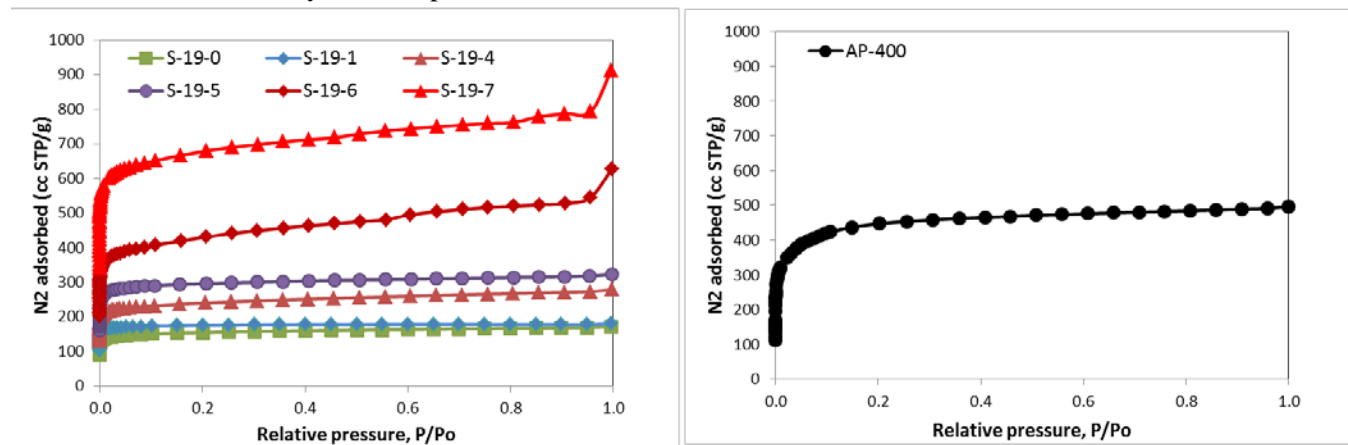 1000
900
800
700
600
500
400
300
200
100
0
S-19-0 S-19-1 S-19-4
S-19-5 S-19-6 S-19-7
0.0 0.2 0.4 0.6 0.8 1.0
Relative pressure, P/Po
N2 adsorbed (cc STP/g)
1000
900
800
700
600
500
400
300
200
100
0
AP-400
0.0 0.2 0.4 0.6 0.8 1.0
Relative pressure, P/Po
N2 adsorbed (cc STP/g)